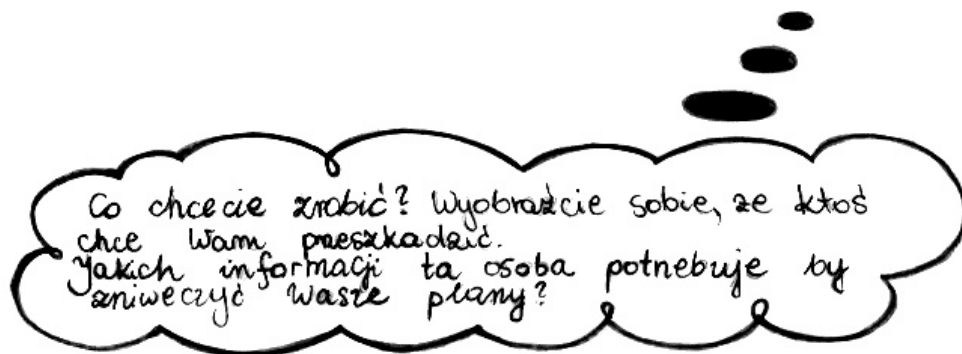 Co chcecie zrobić? Wyobraźcie sobie, że ktoś
chce Wam przeszkadzić.
Jakich informacji ta osoba potrzebuje by
zniweczyć Wasze plany?